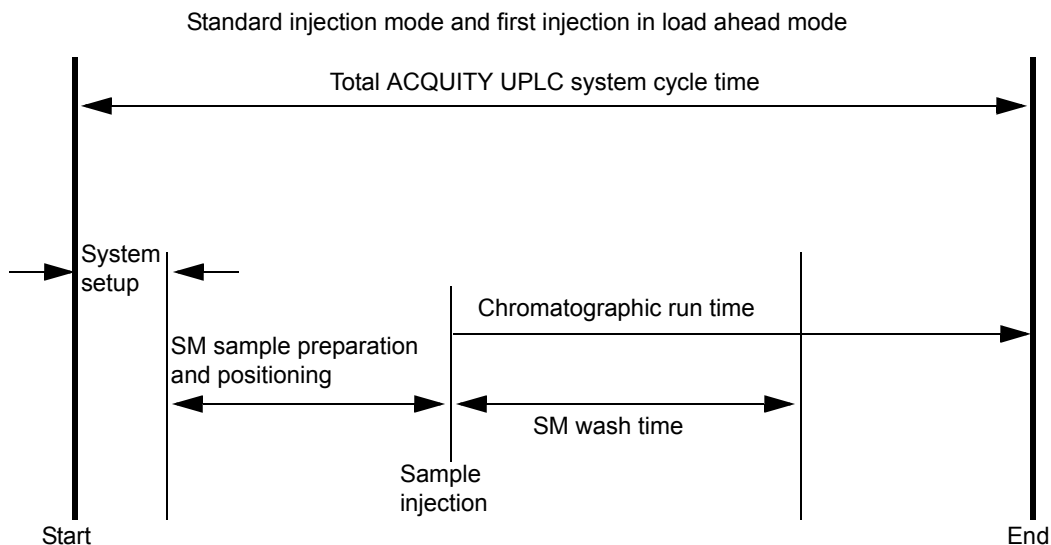 Standard injection mode and first injection in load ahead mode
Total ACQUITY UPLC system cycle time
System
setup
Chromatographic run time
SM sample preparation
and positioning
SM wash time
Sample
injection
Start
End